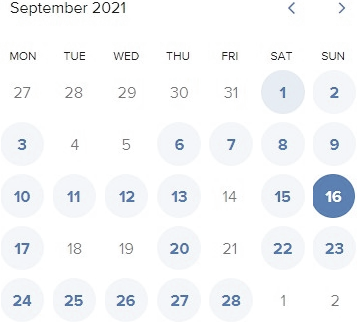 September 2021
MON TUE WED THU FRI SAT SUN
27 28 29 30 31 1 2
3 4 5 6 7 8 9
10 11 12 13 14 15 16
17 18 19 20 21 22 23
24 25 26 27 28 1 2